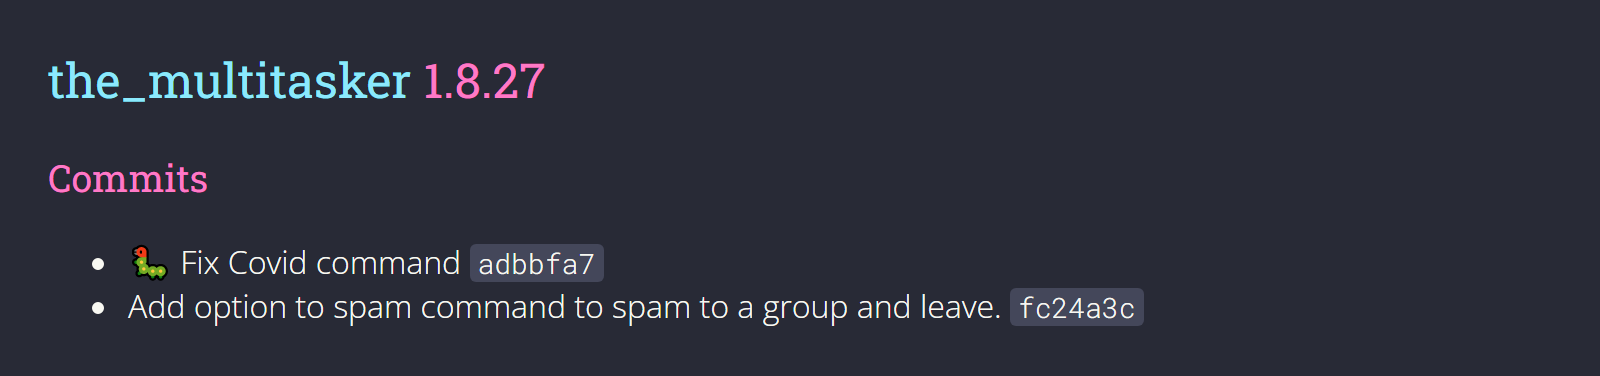 the_multitasker 1.8.27
Commits
🐛 Fix Covid command adbbfa7
Add option to spam command to spam to a group and leave. fc24a3c